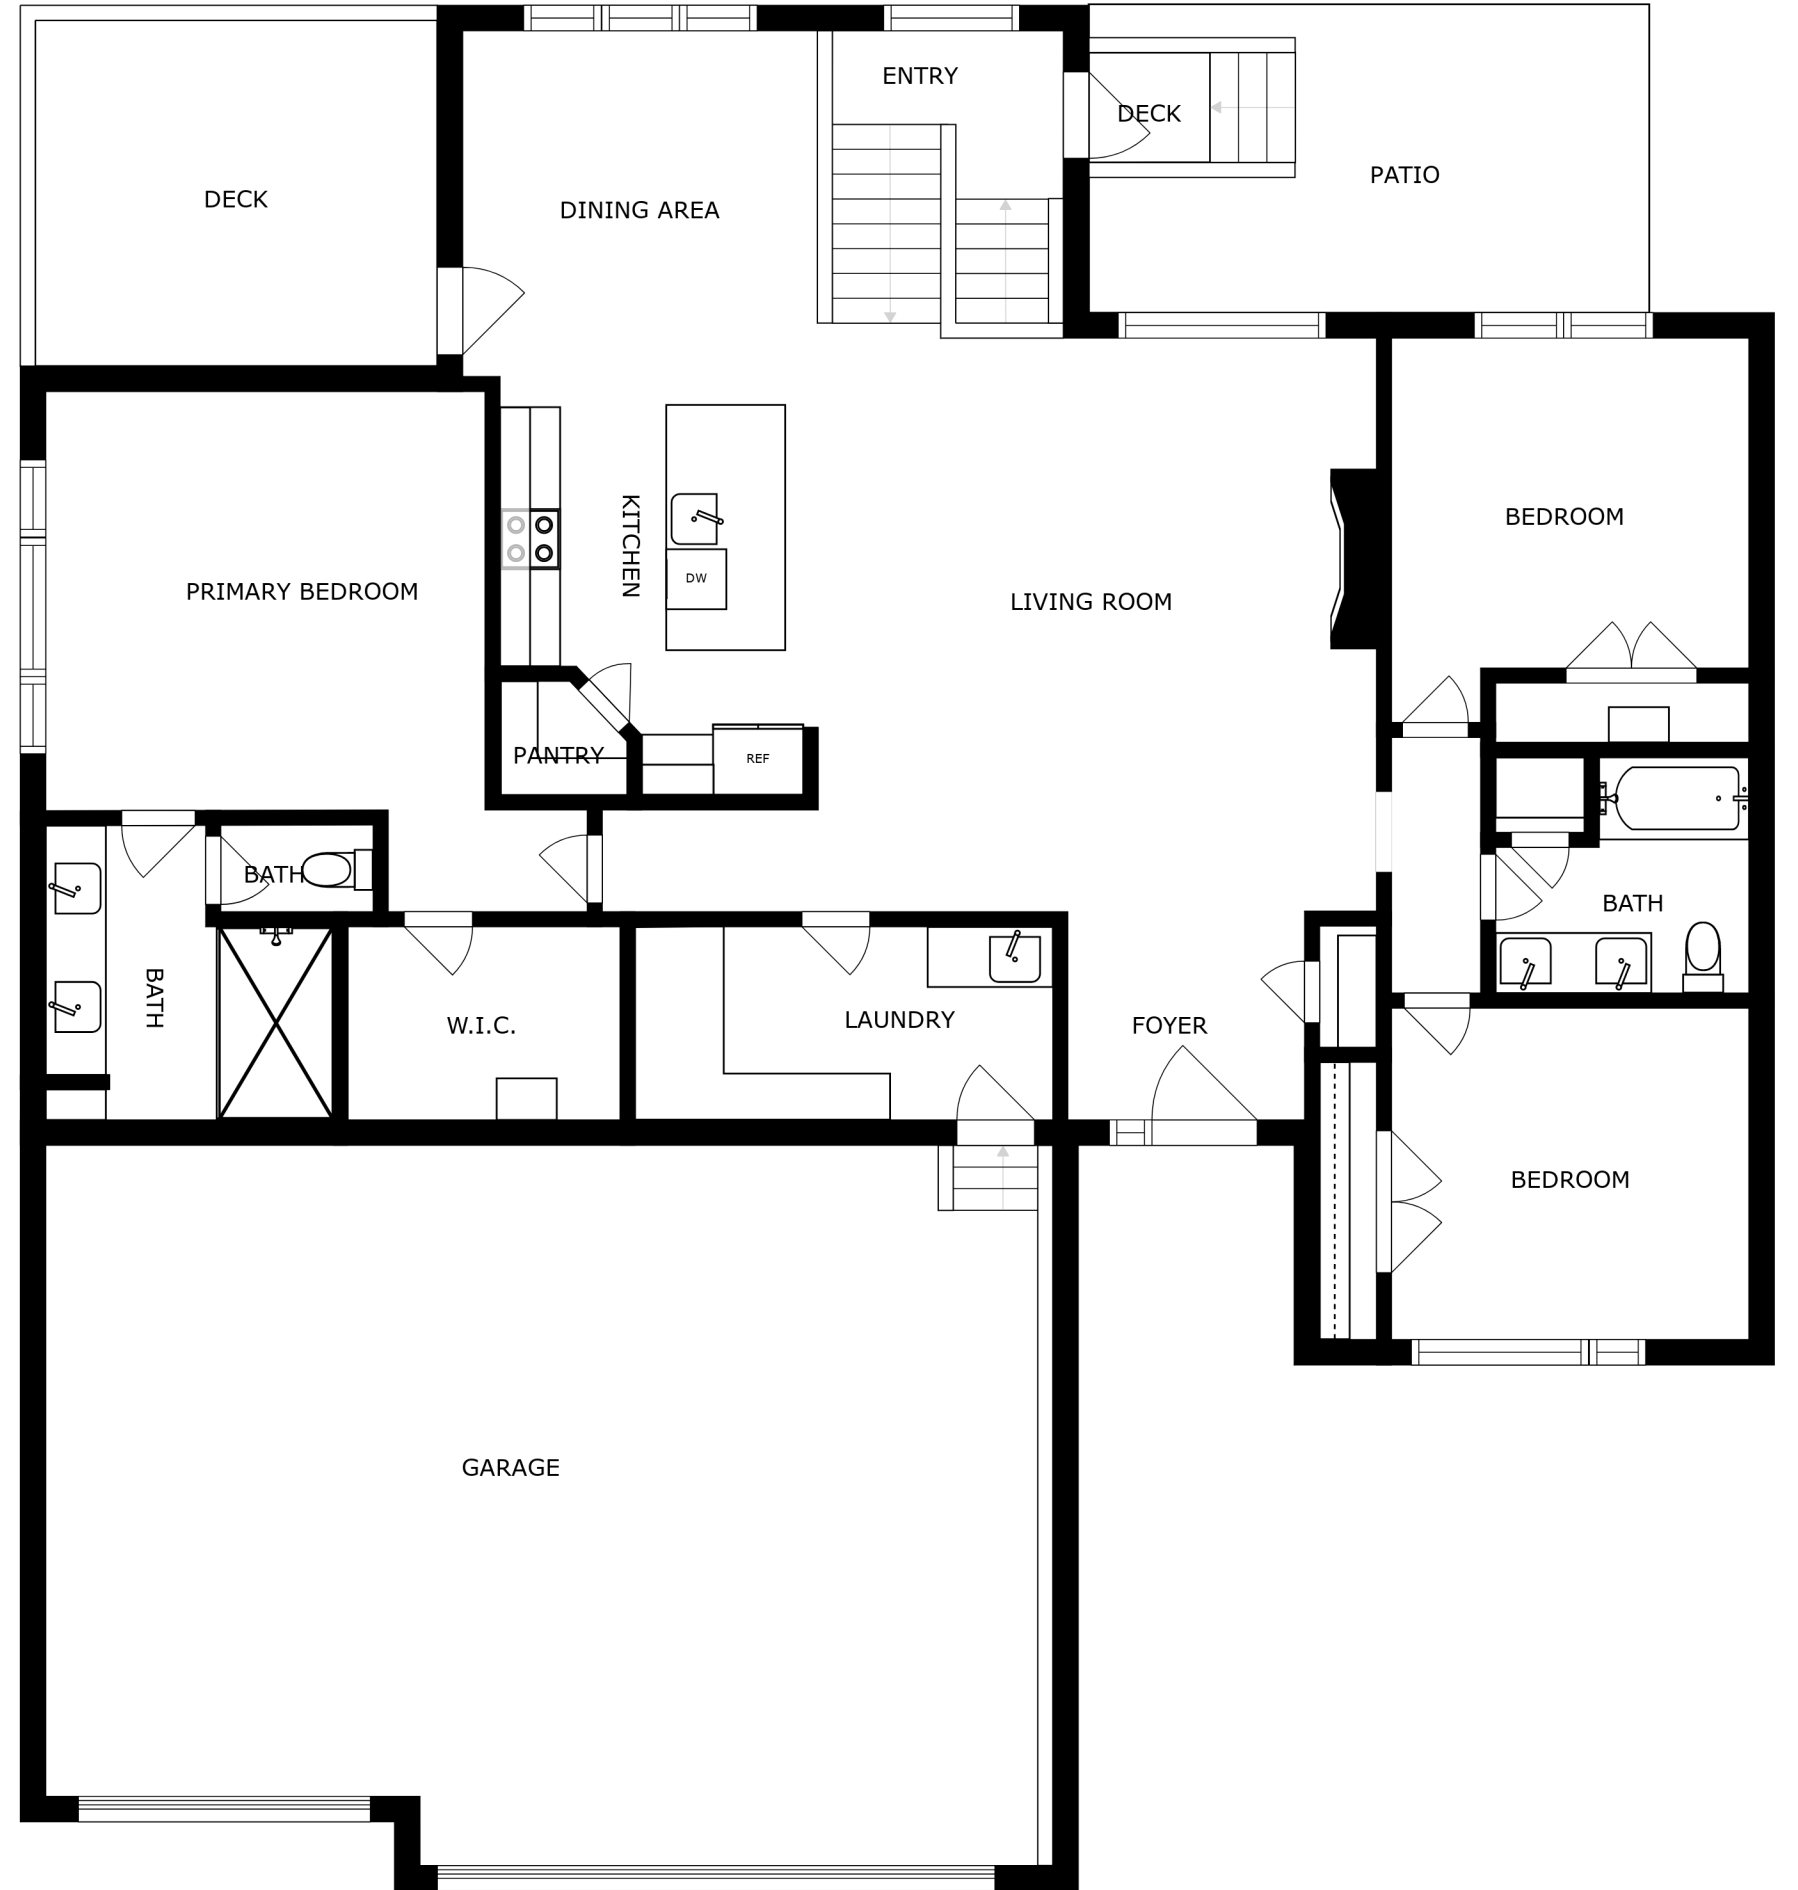 ENTRY
DECK
PATIO
DECK
DINING AREA
KITCHEN
BEDROOM
DW
PRIMARY BEDROOM
LIVING ROOM
PANTRY
REF
BATH
BATH
BATH
W.I.C.
LAUNDRY
FOYER
BEDROOM
GARAGE